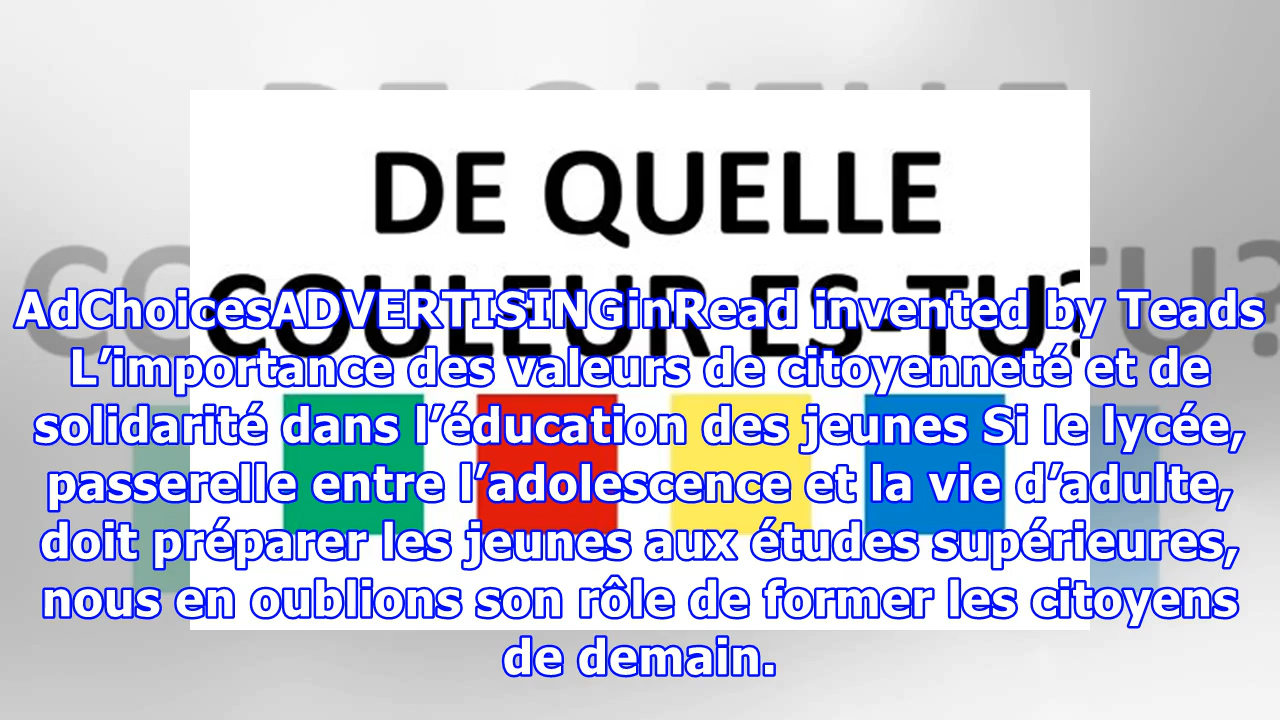 DE QUELLE
COULEUR ES-TU?
AdChoicesADVERTISINGinRead invented by Teads
L’importance des valeurs de citoyenneté et de
solidarité dans l’éducation des jeunes Si le lycée,
passerelle entre l’adolescence et la vie d’adulte,
doit préparer les jeunes aux études supérieures,
nous en oublions son rôle de former les citoyens
de demain.